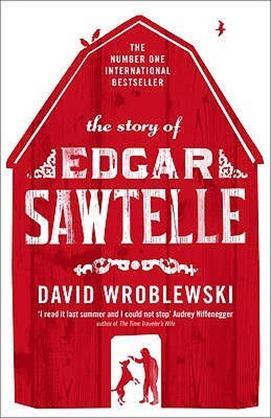 THE
NUMBER ONE
INTERNATIONAL
BESTSELLER
the story of
EDGAR
SAWTELLE
DAVID WROBLEWSKI
'I read it last summer and I could not stop' Audrey Niffenegger
author of The Time Traveler's Wife